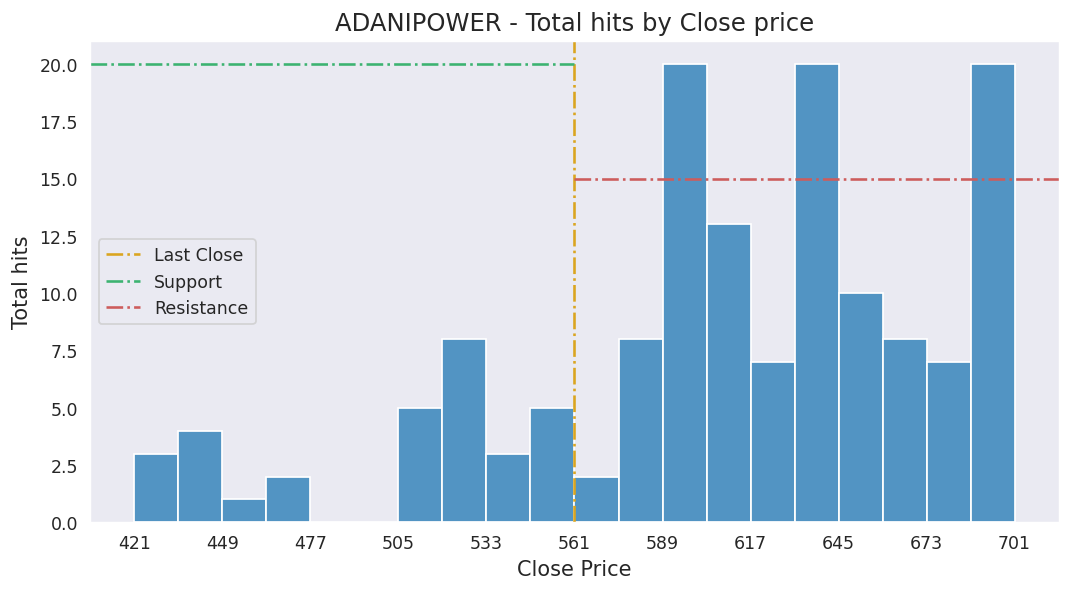 ADANIPOWER - Total hits by Close price
Total hits
20.0
17.5
15.0
12.5
10.0
7.5
5.0
2.5
0.0
Last Close
Support
Resistance
421 449 477 505 533 561 589 617 645 673 701
Close Price